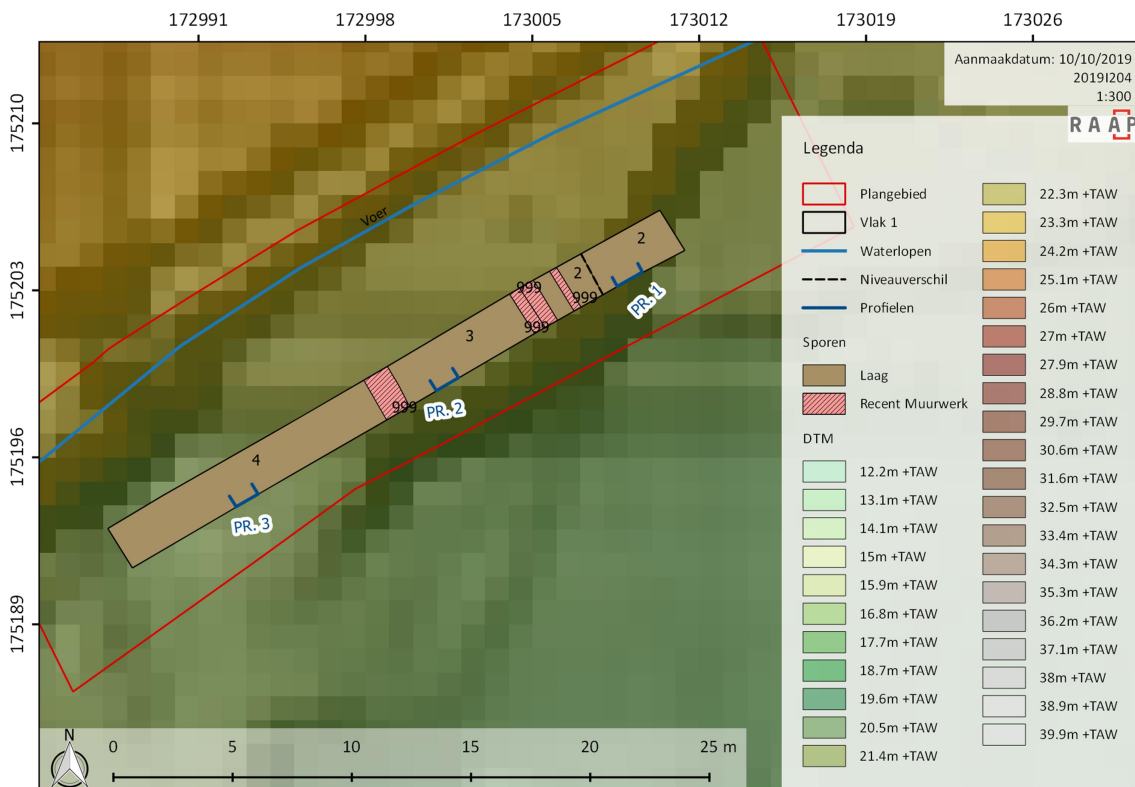 172991
172998
173005
173012
173019
173026
175210
175203
175196
175189
Aanmaakdatum: 10/10/2019
2019I204
1:300
RAAP
Voer
2
2
999
999
999
3
999
4
PR. 1
PR. 2
PR. 3
N
0
5
10
15
20
25 m
Legenda
Plangebied
Vlak 1
Waterlopen
Niveauverschil
Profielen
Sporen
Laag
Recent Muurwerk
DTM
12.2m +TAW
13.1m +TAW
14.1m +TAW
15m +TAW
15.9m +TAW
16.8m +TAW
17.7m +TAW
18.7m +TAW
19.6m +TAW
20.5m +TAW
21.4m +TAW
22.3m +TAW
23.3m +TAW
24.2m +TAW
25.1m +TAW
26m +TAW
27m +TAW
27.9m +TAW
28.8m +TAW
29.7m +TAW
30.6m +TAW
31.6m +TAW
32.5m +TAW
33.4m +TAW
34.3m +TAW
35.3m +TAW
36.2m +TAW
37.1m +TAW
38m +TAW
38.9m +TAW
39.9m +TAW